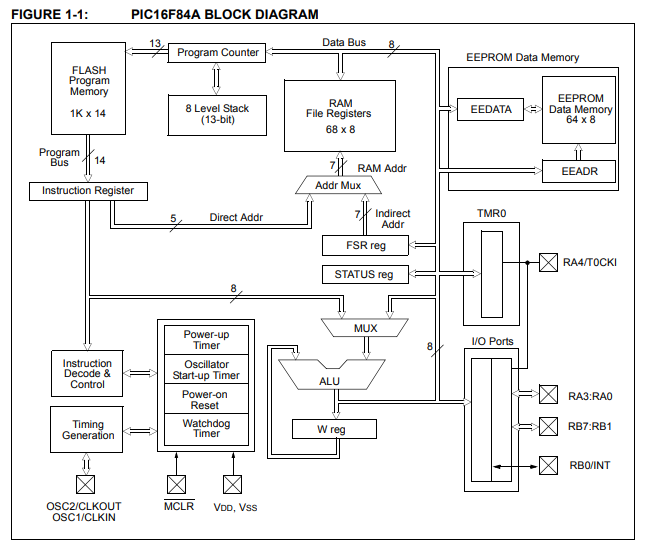 FIGURE 1-1: PIC16F84A BLOCK DIAGRAM
13
Program Counter
Data Bus
8
EEPROM Data Memory
FLASH
Program
Memory
1K x 14
8 Level Stack
(13-bit)
RAM
File Registers
68 x 8
EEDATA
EEPROM
Data Memory
64 x 8
EEADR
Program
Bus
14
7
RAM Addr
Instruction Register
Addr Mux
5
Direct Addr
7
Indirect
Addr
FSR reg
STATUS reg
TMR0
RA4/T0CKI
8
MUX
8
I/O Ports
Power-up
Timer
Instruction
Decode &
Control
Oscillator
Start-up Timer
ALU
Power-on
Reset
RA3:RA0
Timing
Generation
Watchdog
Timer
W reg
RB7:RB1
RB0/INT
OSC2/CLKOUT
OSC1/CLKIN
MCLR
VDD, VSS